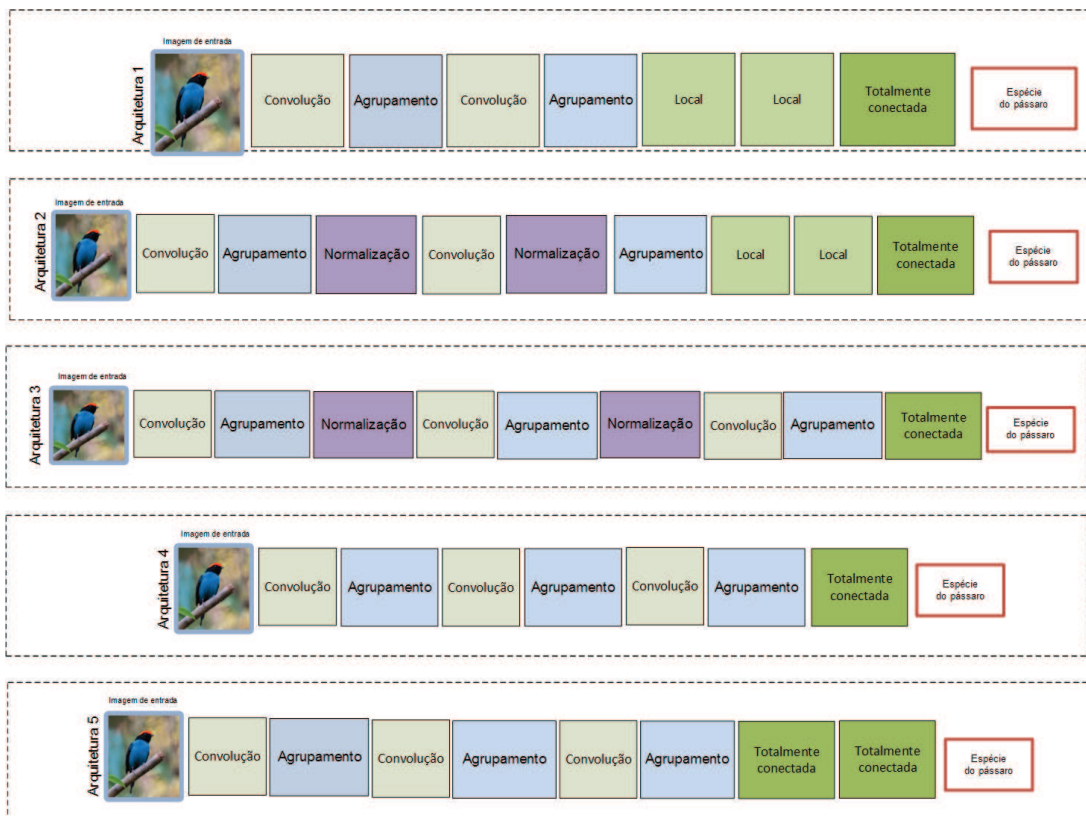 Imagem de entrada
Arquitetura 1
Convolução
Agrupamento
Convolução
Agrupamento
Local
Local
Totalmente
conectada
Espécie
do pássaro
Imagem de entrada
Arquitetura 2
Convolução
Agrupamento
Normalização
Convolução
Normalização
Agrupamento
Local
Local
Totalmente
conectada
Espécie
do pássaro
Imagem de entrada
Arquitetura 3
Convolução
Agrupamento
Normalização
Convolução
Agrupamento
Normalização
Convolução
Agrupamento
Totalmente
conectada
Espécie
do pássaro
Imagem de entrada
Arquitetura 4
Convolução
Agrupamento
Convolução
Agrupamento
Convolução
Agrupamento
Totalmente
conectada
Espécie
do pássaro
Imagem de entrada
Arquitetura 5
Convolução
Agrupamento
Convolução
Agrupamento
Convolução
Agrupamento
Totalmente
conectada
Totalmente
conectada
Espécie
do pássaro